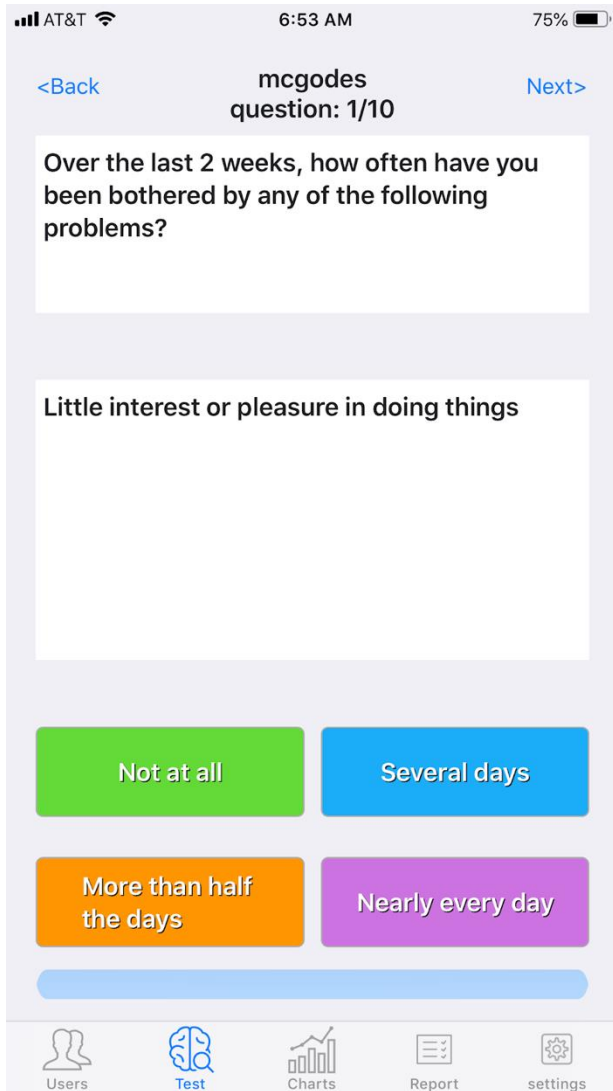 AT&T 6:53 AM 75%
<Back mcgodes Next>
question: 1/10
Over the last 2 weeks, how often have you
been bothered by any of the following
problems?
Little interest or pleasure in doing things
Not at all Several days
More than half
the days
Nearly every day
Users Test Charts Report settings